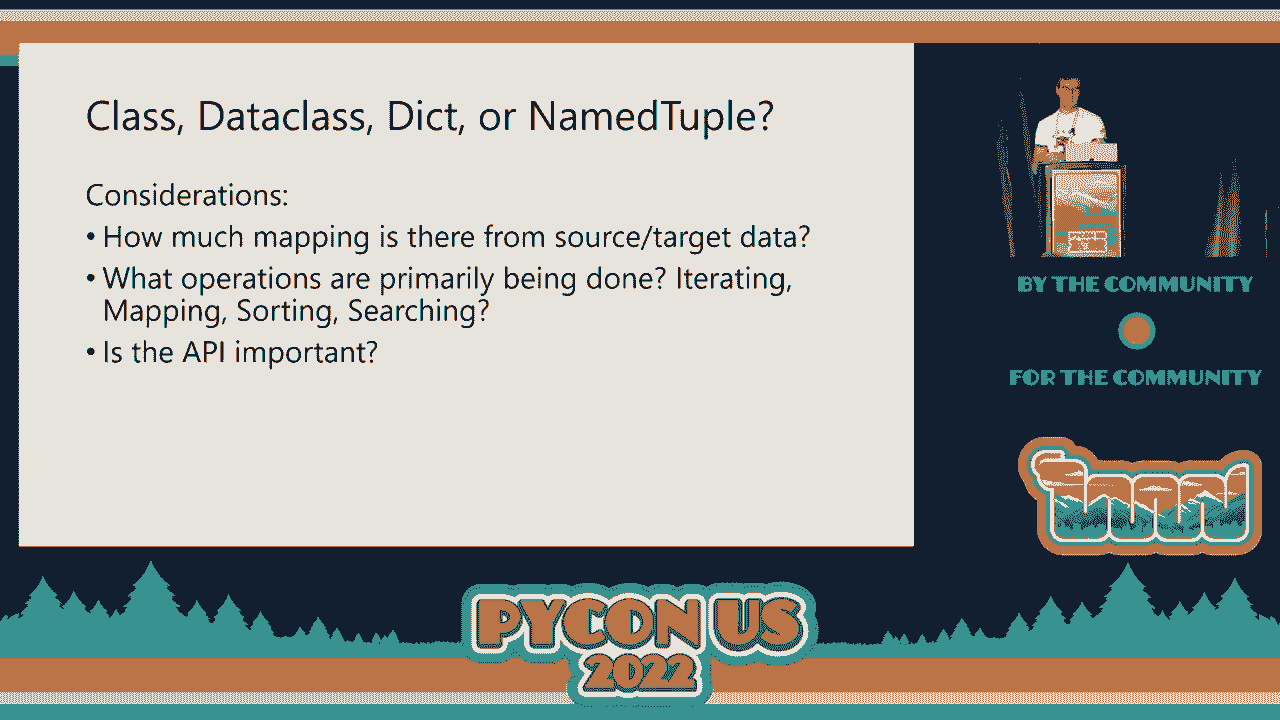 Class, Dataclass, Dict, or NamedTuple?
Considerations:
• How much mapping is there from source/target data?
• What operations are primarily being done? Iterating,
Mapping, Sorting, Searching?
• Is the API important?
BY THE COMMUNITY
FOR THE COMMUNITY
PYCON US
2022